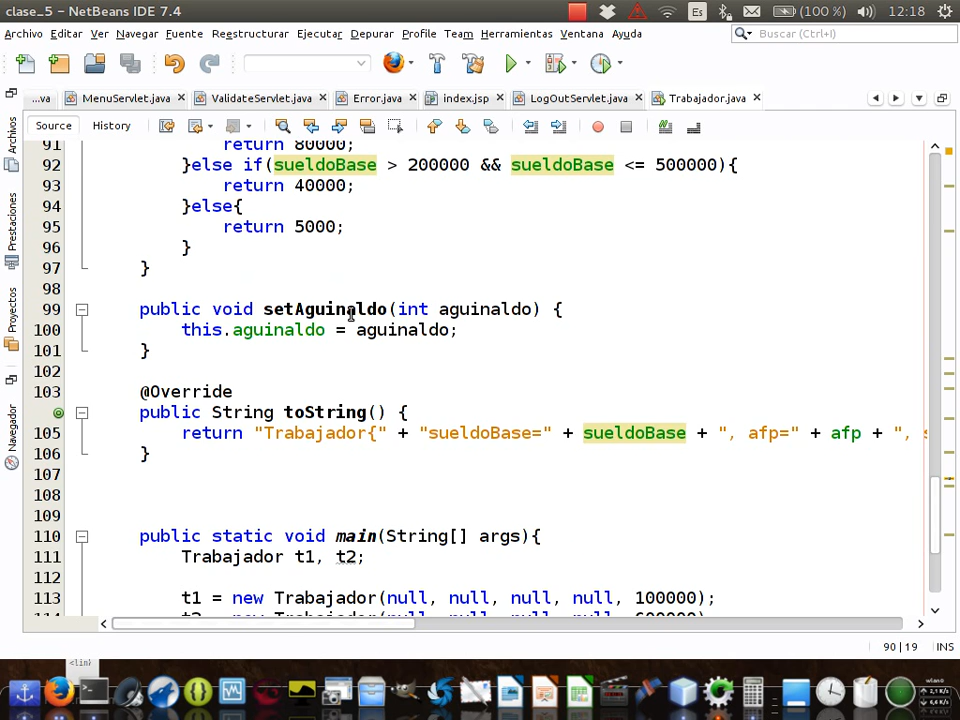 clase_5 - NetBeans IDE 7.4
Es
(100 %)
12:18
Archivo Editar Ver Navegar Fuente Reestructurar Ejecutar Depurar Profile Team Herramientas Ventana Ayuda
Buscar (Ctrl+I)
...va MenuServlet.java ValidateServlet.java Error.java index.jsp LogOutServlet.java Trabajador.java
Source History
Archivos
Prestaciones
Proyectos
Navegador
91 return 80000;
92 }else if(sueldoBase > 200000 && sueldoBase <= 500000){
93 return 40000;
94 }else{
95 return 5000;
96 }
97 }
98
99 public void setAguinaldo(int aguinaldo) {
100 this.aguinaldo = aguinaldo;
101 }
102
103 @Override
public String toString() {
105 return "Trabajador{" + "sueldoBase=" + sueldoBase + ", afp=" + afp + ",
106 }
107
108
109
110 public static void main(String[] args){
111 Trabajador t1, t2;
112
113 t1 = new Trabajador(null, null, null, null, 100000);
90 | 19 INS